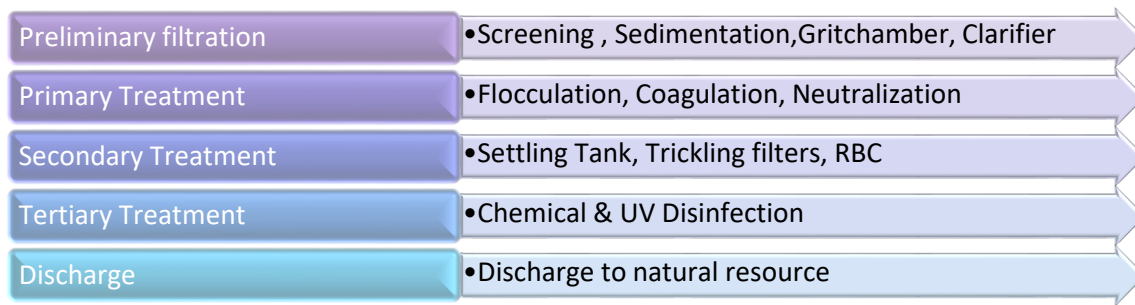 Preliminary filtration
•Screening , Sedimentation,Gritchamber, Clarifier
Primary Treatment
•Flocculation, Coagulation, Neutralization
Secondary Treatment
•Settling Tank, Trickling filters, RBC
Tertiary Treatment
•Chemical & UV Disinfection
Discharge
•Discharge to natural resource